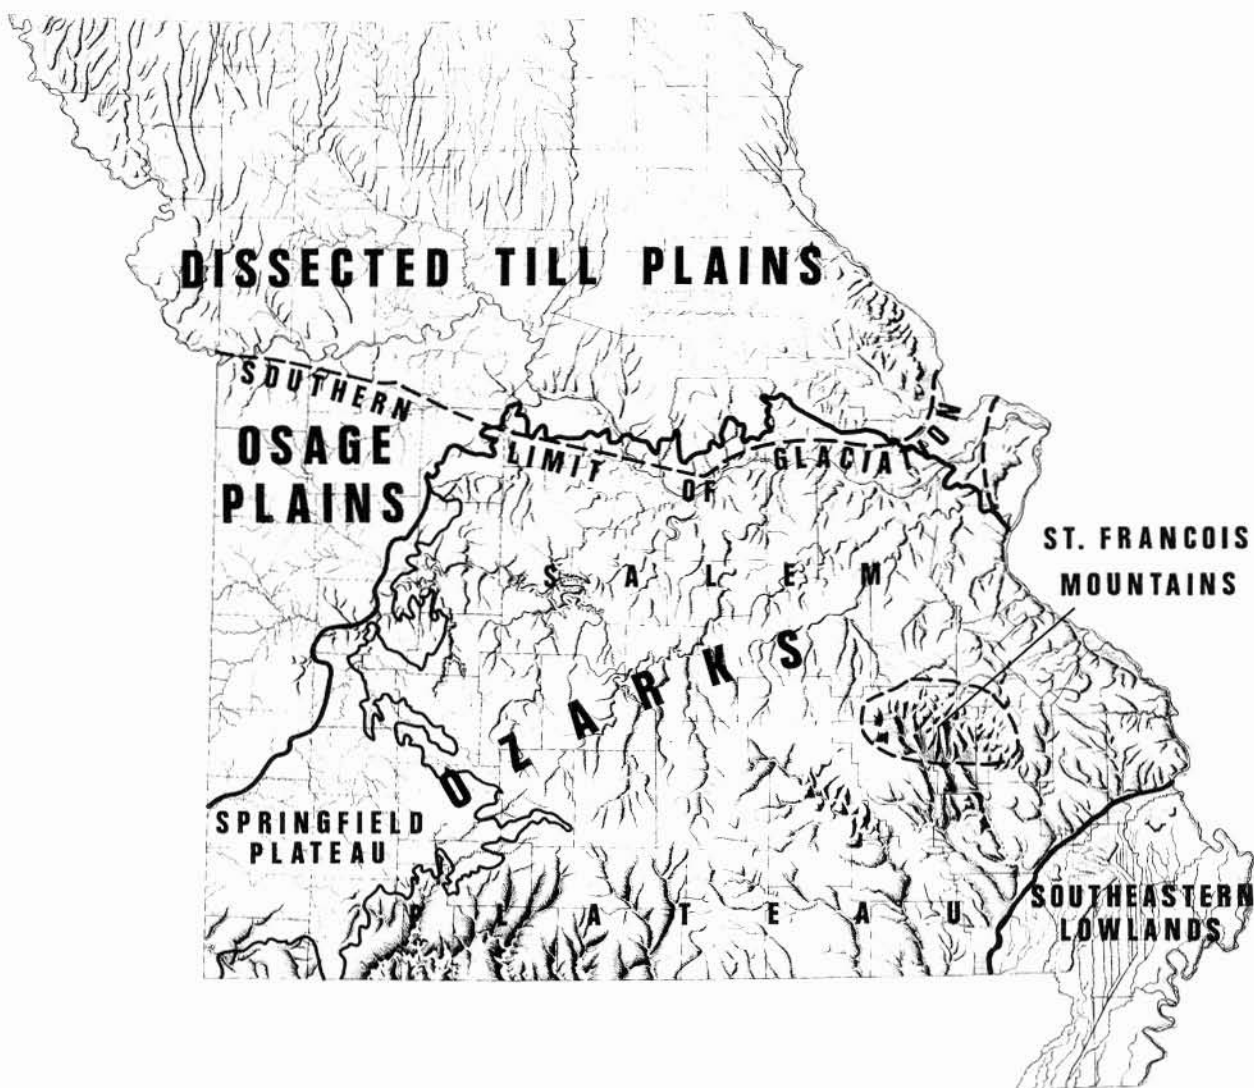 DISSECTED TILL PLAINS
SOUTHERN LIMIT OF GLACIATION
OSAGE
PLAINS
ST. FRANCOIS
MOUNTAINS
SALEM
OZARKS
SPRINGFIELD
PLATEAU
PLATEAU
SOUTHEASTERN
LOWLANDS